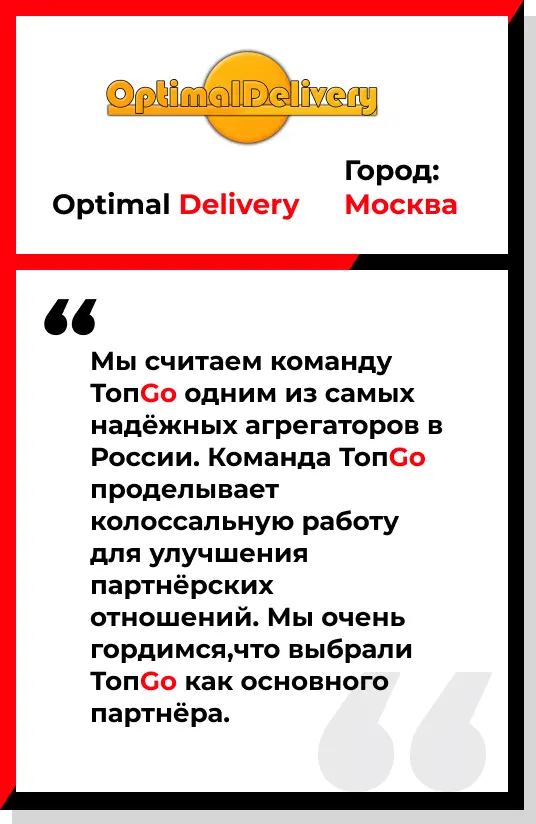 OptimalDelivery
Город:
Optimal Delivery Москва
“
Мы считаем команду
ТопGo одним из самых
надёжных агрегаторов в
России. Команда ТопGo
проделывает
колоссальную работу
для улучшения
партнёрских
отношений. Мы очень
гордимся,что выбрали
ТопGo как основного
партнёра.
”